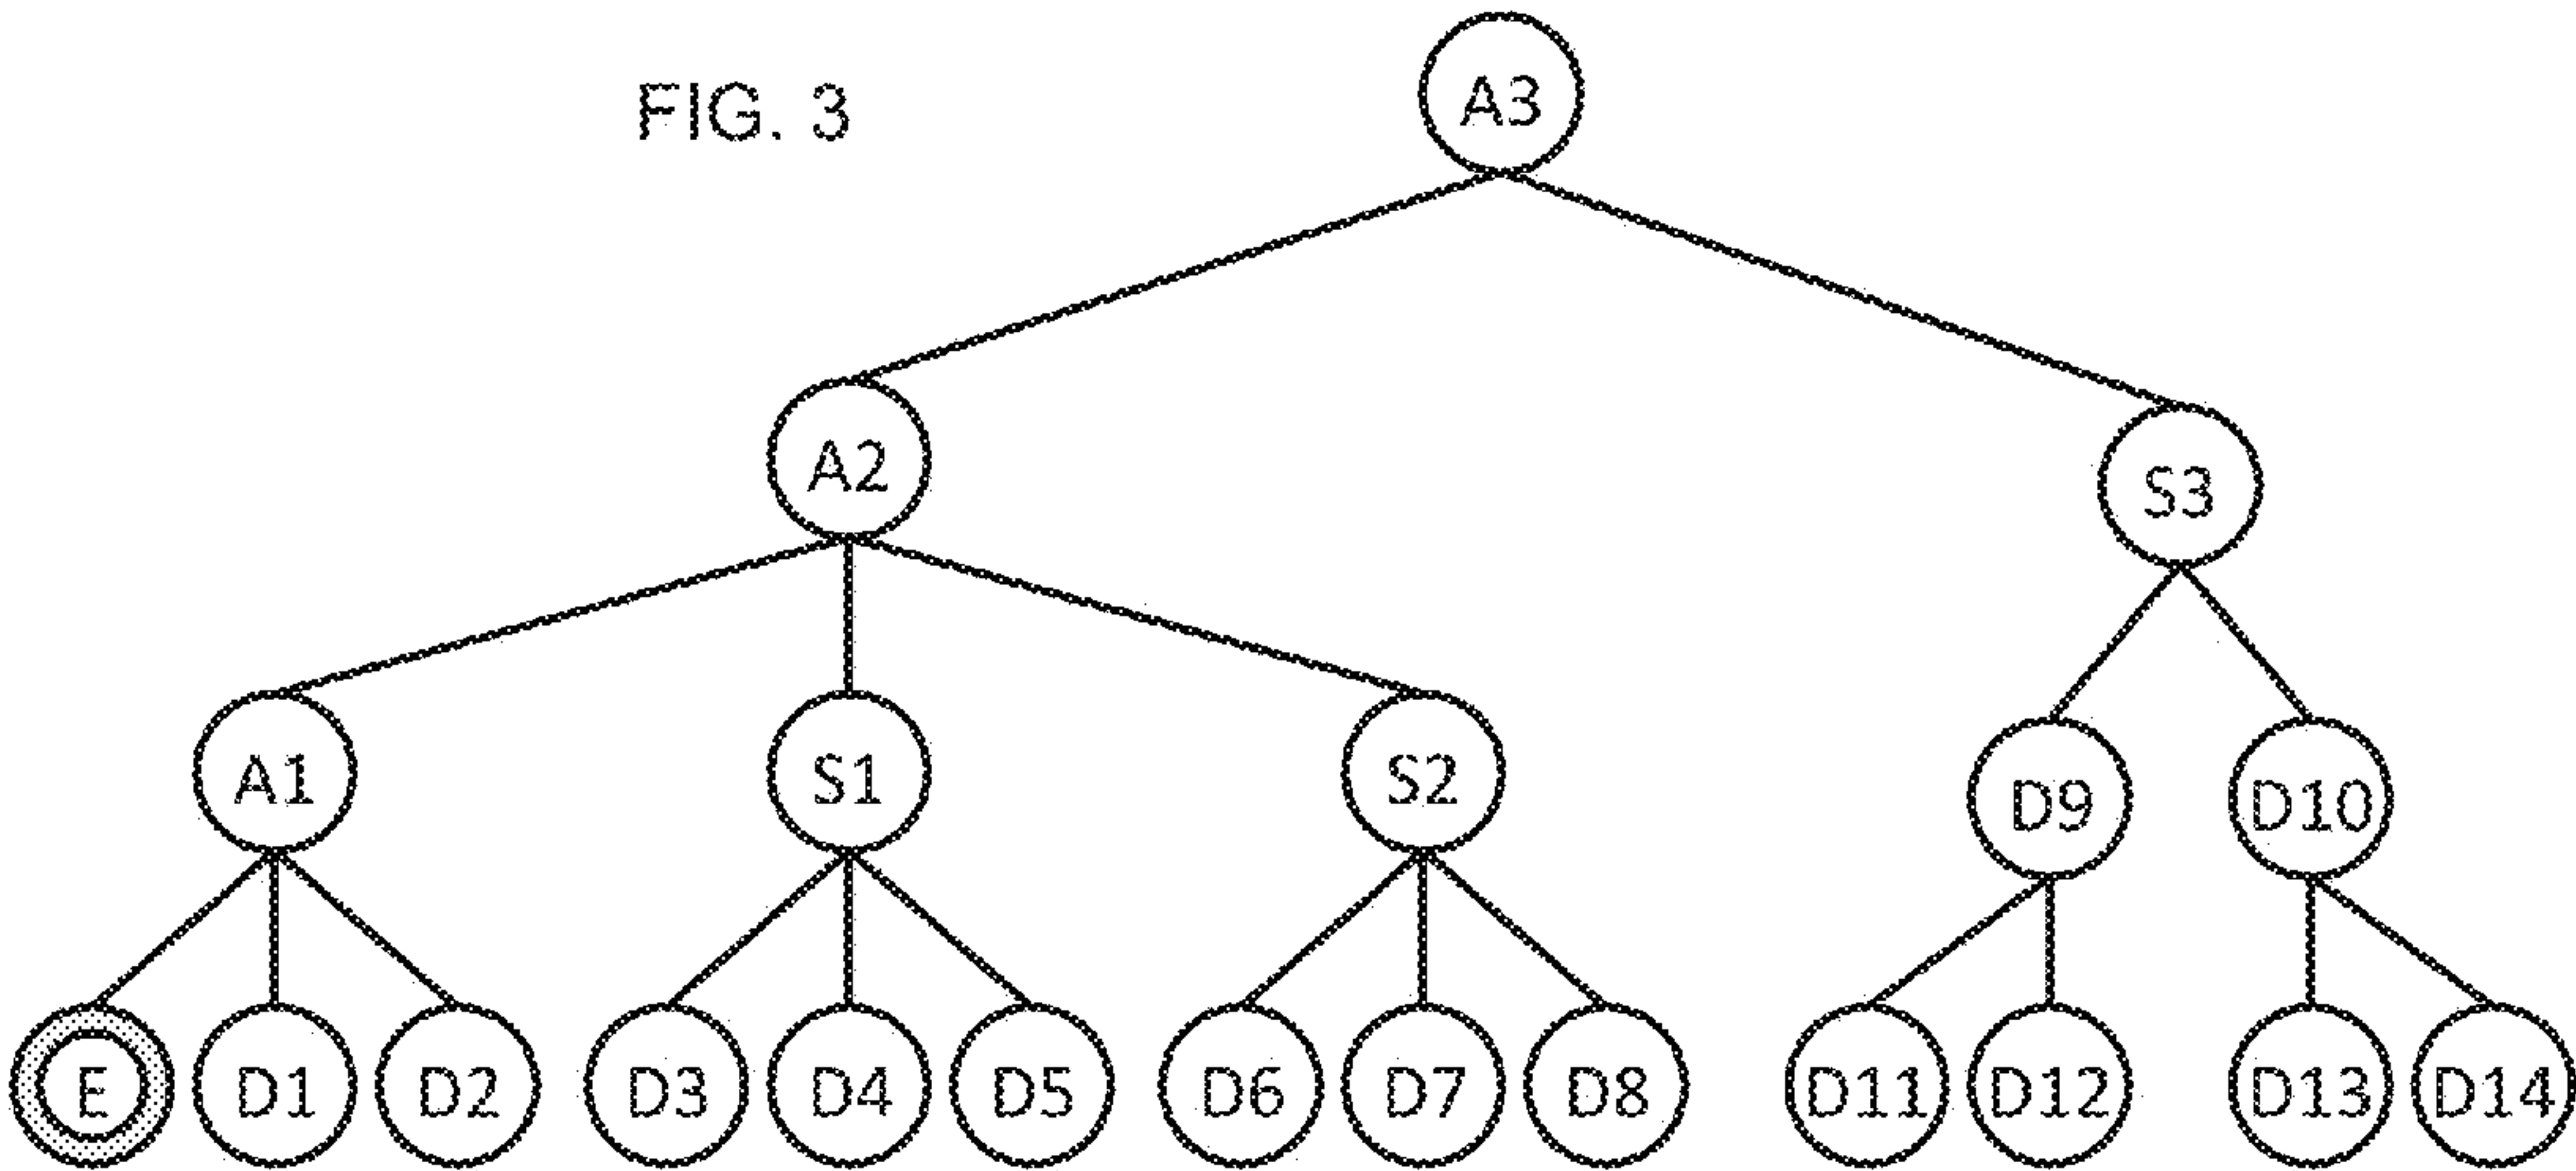 FIG. 3
A3
A2
S3
A1 S1 S2 D9 D10
E D1 D2 D3 D4 D5 D6 D7 D8 D11 D12 D13 D14